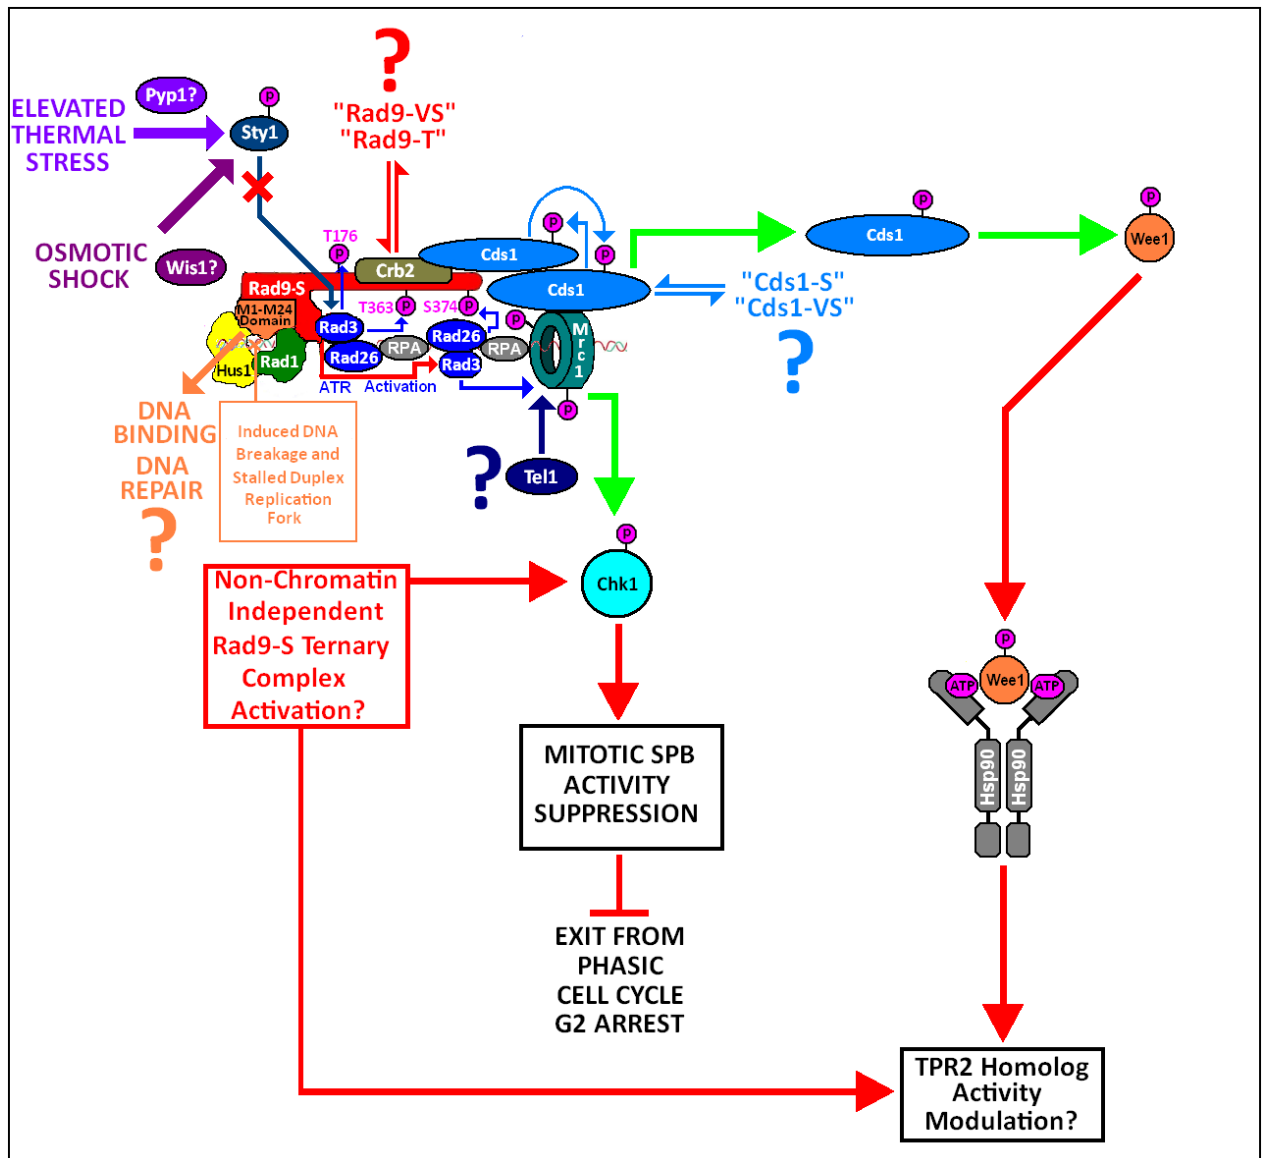 ?
"Rad9-VS"
"Rad9-T"
Pyp1?
P
Sty1
ELEVATED
THERMAL
STRESS
OSMOTIC
SHOCK
Wis1?
T176
P
Rad9-S
M1-M24
Domain
Hus1
Rad1
Crb2
T363
P
S374
P
Rad3
Rad26
RPA
Rad26
Rad3
RPA
ATR Activation
Cds1
P
P
Cds1
P
Mrc1
P
"Cds1-S"
"Cds1-VS"
?
P
Cds1
P
Wee1
DNA
BINDING
DNA
REPAIR
?
Induced DNA
Breakage and
Stalled Duplex
Replication
Fork
?
Tel1
P
Chk1
Non-Chromatin
Independent
Rad9-S Ternary
Complex
Activation?
MITOTIC SPB
ACTIVITY
SUPPRESSION
EXIT FROM
PHASIC
CELL CYCLE
G2 ARREST
P
ATP
Wee1
ATP
Hsp90
Hsp90
TPR2 Homolog
Activity
Modulation?